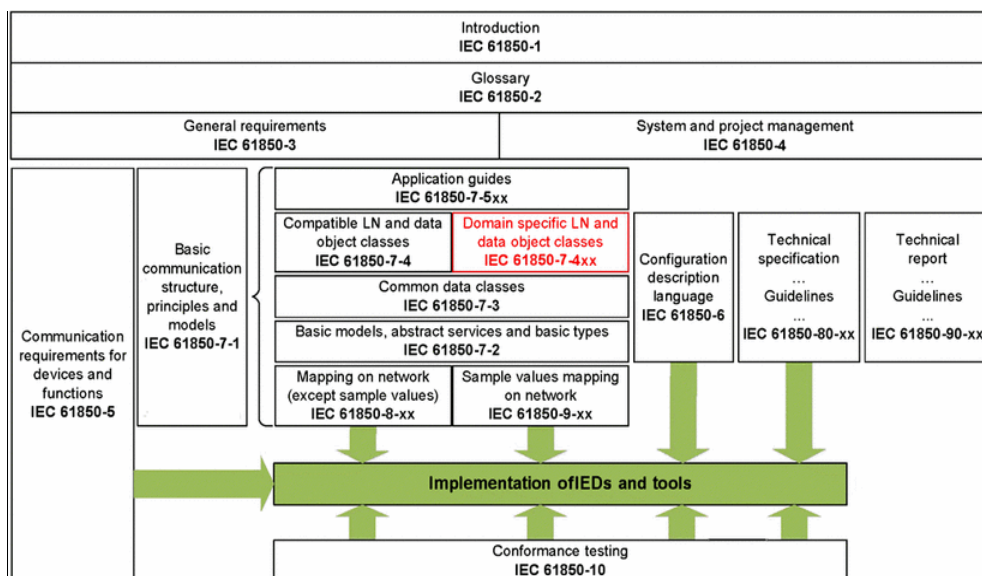 Introduction
IEC 61850-1
Glossary
IEC 61850-2
General requirements
IEC 61850-3
System and project management
IEC 61850-4
Communication
requirements for
devices and
functions
IEC 61850-5
Basic
communication
structure,
principles and
models
IEC 61850-7-1
Application guides
IEC 61850-7-5xx
Compatible LN and data
object classes
IEC 61850-7-4
Domain specific LN and
data object classes
IEC 61850-7-4xx
Common data classes
IEC 61850-7-3
Basic models, abstract services and basic types
IEC 61850-7-2
Mapping on network
(except sample values)
IEC 61850-8-xx
Sample values mapping
on network
IEC 61850-9-xx
Configuration
description
language
IEC 61850-6
Technical
specification
...
Guidelines
...
IEC 61850-80-xx
Technical
report
...
Guidelines
...
IEC 61850-90-xx
Implementation ofIEDs and tools
Conformance testing
IEC 61850-10